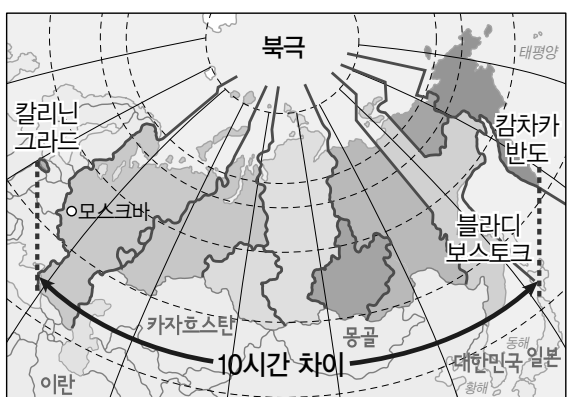 북극
태평양
칼리닌
그라드
캄차카
반도
모스크바
블라디
보스토크
카자흐스탄
몽골
10시간 차이
동해
대한민국 일본
이란
황해